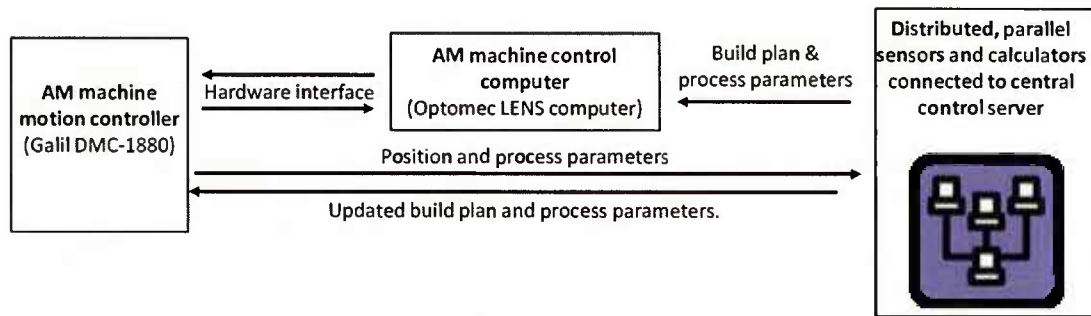 AM machine
motion controller
(Galil DMC-1880)
Hardware interface
AM machine control
computer
(Optomec LENS computer)
Build plan &
process parameters
Distributed, parallel
sensors and calculators
connected to central
control server
Position and process parameters
Updated build plan and process parameters.